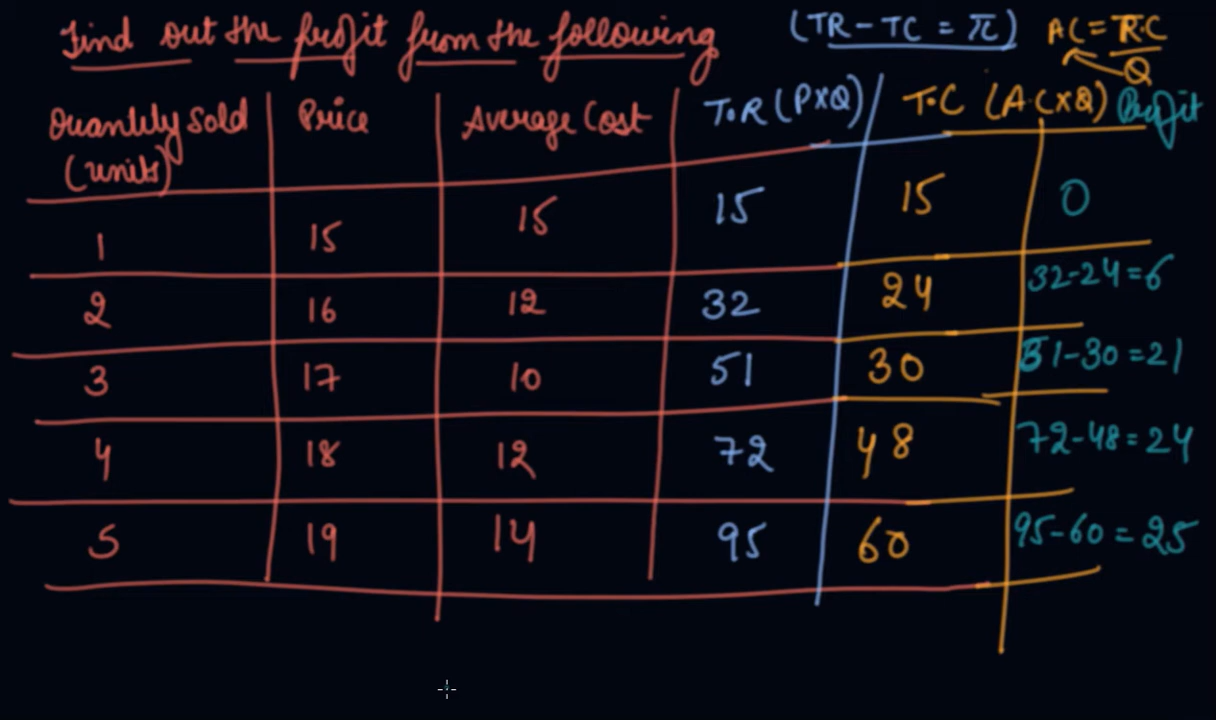 Find out the profit from the following (TR - TC = π) AC = T.C / Q
Quantity Sold (units) Price Average Cost T.R (P×Q) T.C (A.C×Q) Profit
1 15 15 15 15 0
2 16 12 32 24 32-24=6
3 17 10 51 30 51-30=21
4 18 12 72 48 72-48=24
5 19 14 95 60 95-60=25